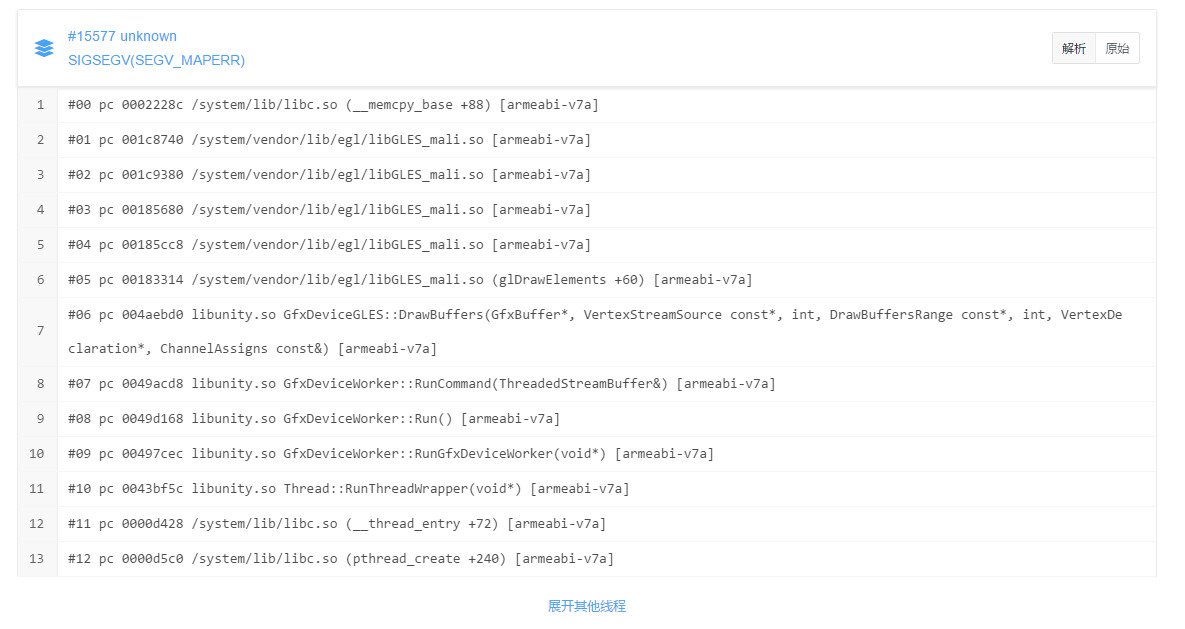 #15577 unknown
SIGSEGV(SEGV_MAPERR)
解析 原始
1 #00 pc 0002228c /system/lib/libc.so (__memcpy_base +88) [armeabi-v7a]
2 #01 pc 001c8740 /system/vendor/lib/egl/libGLES_mali.so [armeabi-v7a]
3 #02 pc 001c9380 /system/vendor/lib/egl/libGLES_mali.so [armeabi-v7a]
4 #03 pc 00185680 /system/vendor/lib/egl/libGLES_mali.so [armeabi-v7a]
5 #04 pc 00185cc8 /system/vendor/lib/egl/libGLES_mali.so [armeabi-v7a]
6 #05 pc 00183314 /system/vendor/lib/egl/libGLES_mali.so (glDrawElements +60) [armeabi-v7a]
7 #06 pc 004aebd0 libunity.so GfxDeviceGLES::DrawBuffers(GfxBuffer*, VertexStreamSource const*, int, DrawBuffersRange const*, int, VertexDe
claration*, ChannelAssigns const&) [armeabi-v7a]
8 #07 pc 0049acd8 libunity.so GfxDeviceWorker::RunCommand(ThreadedStreamBuffer&) [armeabi-v7a]
9 #08 pc 0049d168 libunity.so GfxDeviceWorker::Run() [armeabi-v7a]
10 #09 pc 00497cec libunity.so GfxDeviceWorker::RunGfxDeviceWorker(void*) [armeabi-v7a]
11 #10 pc 0043bf5c libunity.so Thread::RunThreadWrapper(void*) [armeabi-v7a]
12 #11 pc 0000d428 /system/lib/libc.so (__thread_entry +72) [armeabi-v7a]
13 #12 pc 0000d5c0 /system/lib/libc.so (pthread_create +240) [armeabi-v7a]
展开其他线程